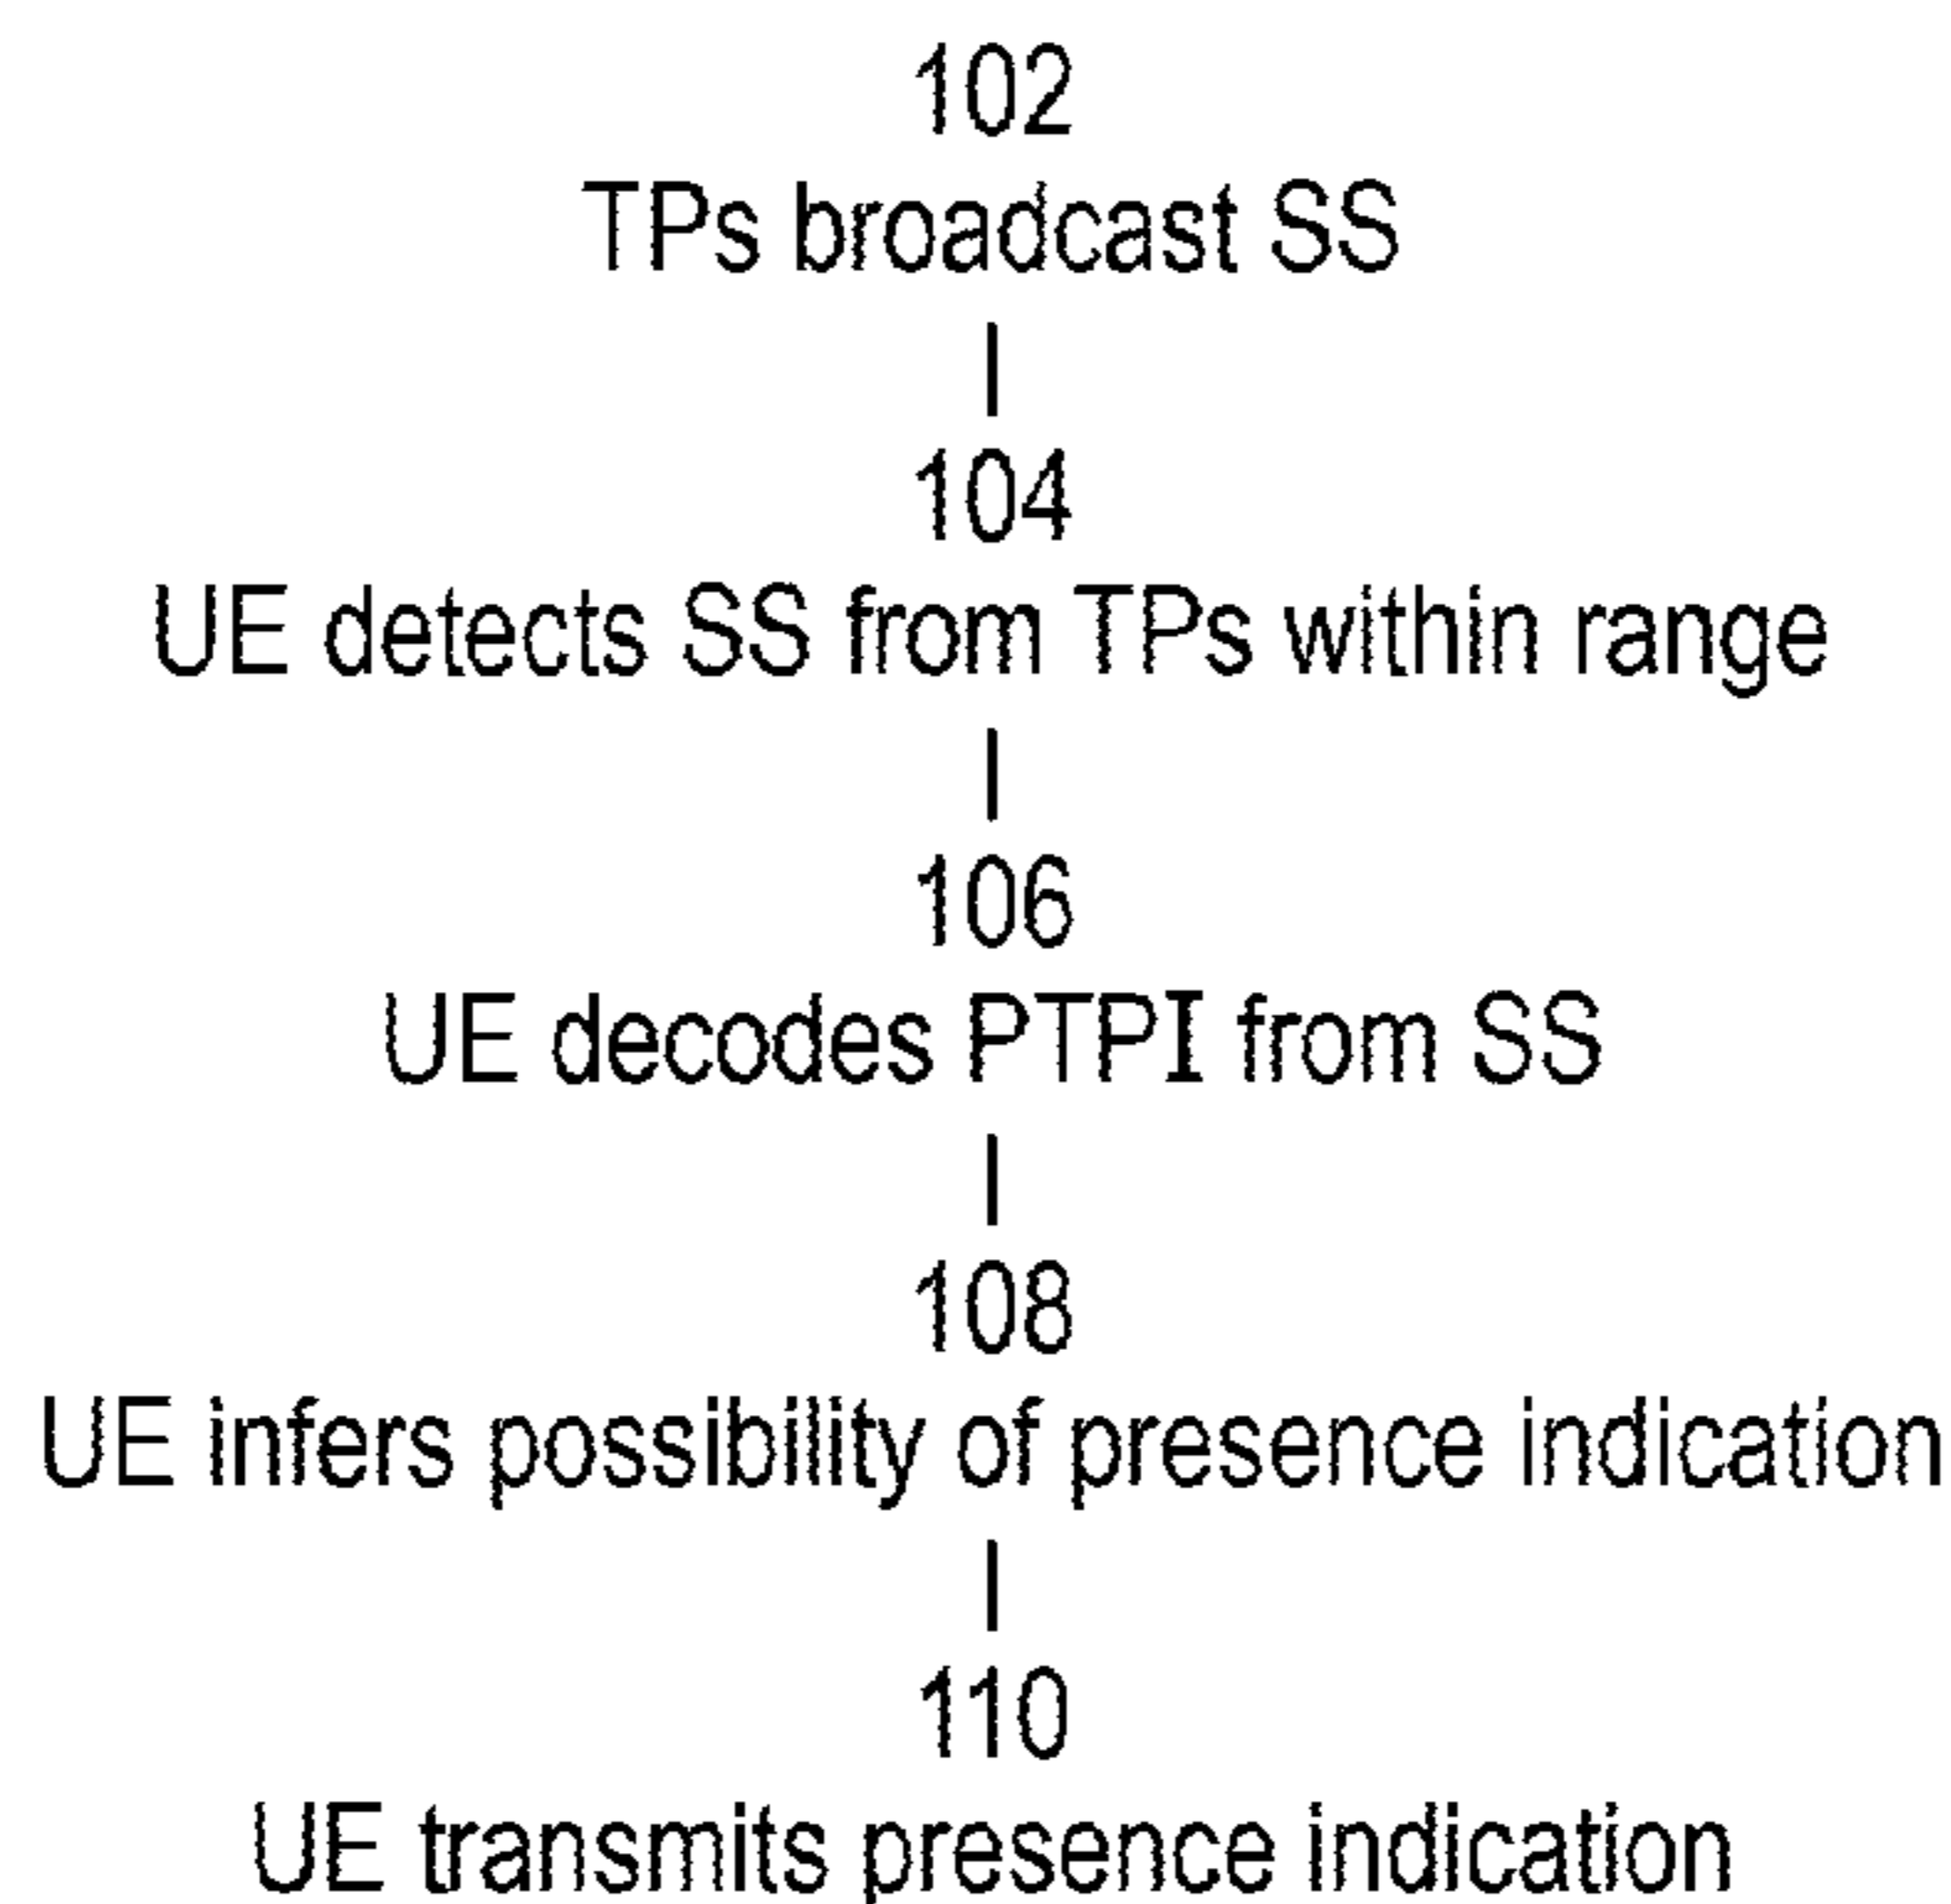 102
TPs broadcast SS
104
UE detects SS from TPs within range
106
UE decodes PTPI from SS
108
UE infers possibility of presence indication
110
UE transmits presence indication